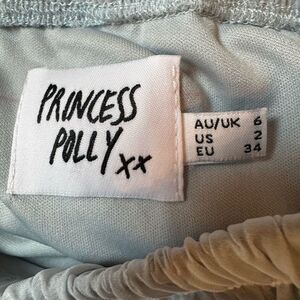 PRINCESS
POLLY xx
AU/UK 6
US 2
EU 34